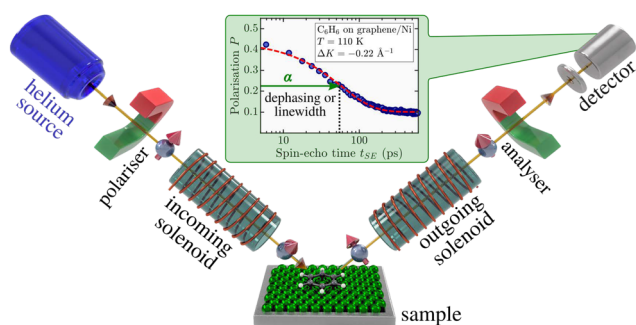 helium
source
polariser
incoming
solenoid
Polarisation P
0.5
0.4
0.3
0.2
0.1
C₆H₆ on graphene/Ni
T = 110 K
ΔK = −0.22 Å⁻¹
α
dephasing or
linewidth
10
100
Spin-echo time t_SE (ps)
sample
outgoing
solenoid
analyser
detector